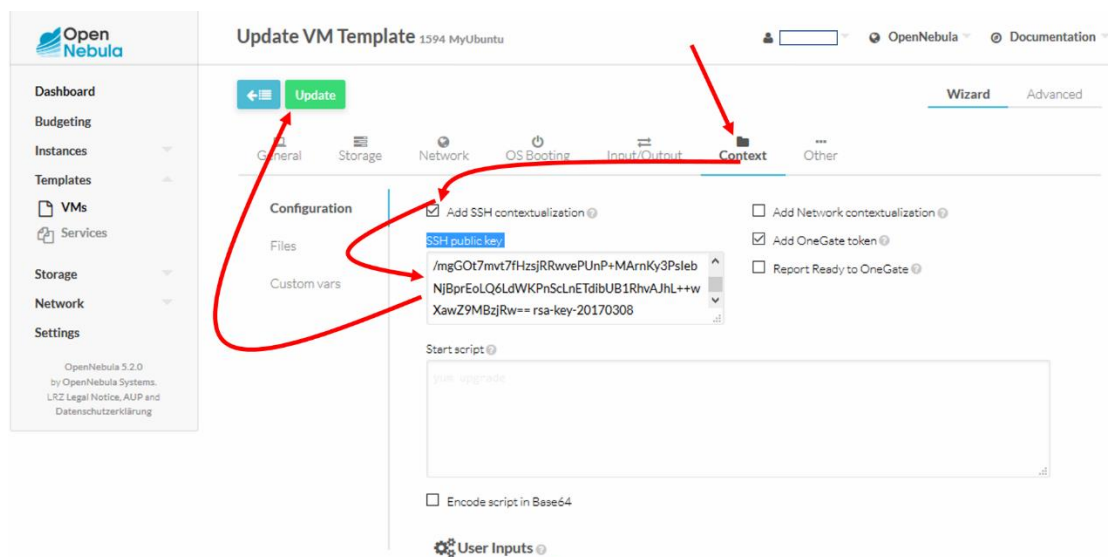 Open
Nebula
Update VM Template 1594 MyUbuntu
OpenNebula
Documentation
Dashboard
Budgeting
Instances
Templates
VMs
Services
Storage
Network
Settings
OpenNebula 5.2.0
by OpenNebula Systems.
LRZ Legal Notice, AUP and
Datenschutzerklärung
Update
Wizard
Advanced
General
Storage
Network
OS Booting
Input/Output
Context
Other
Configuration
Files
Custom vars
Add SSH contextualization
SSH public key
/mgGOt7mvt7fHzsjRRwvePUnP+MArnKy3PsIeb
NjBprEoLQ6LdWKPnScLnETdibUB1RhvAJhL++w
XawZ9MBzjRw== rsa-key-20170308
Add Network contextualization
Add OneGate token
Report Ready to OneGate
Start script
yum upgrade
Encode script in Base64
User Inputs